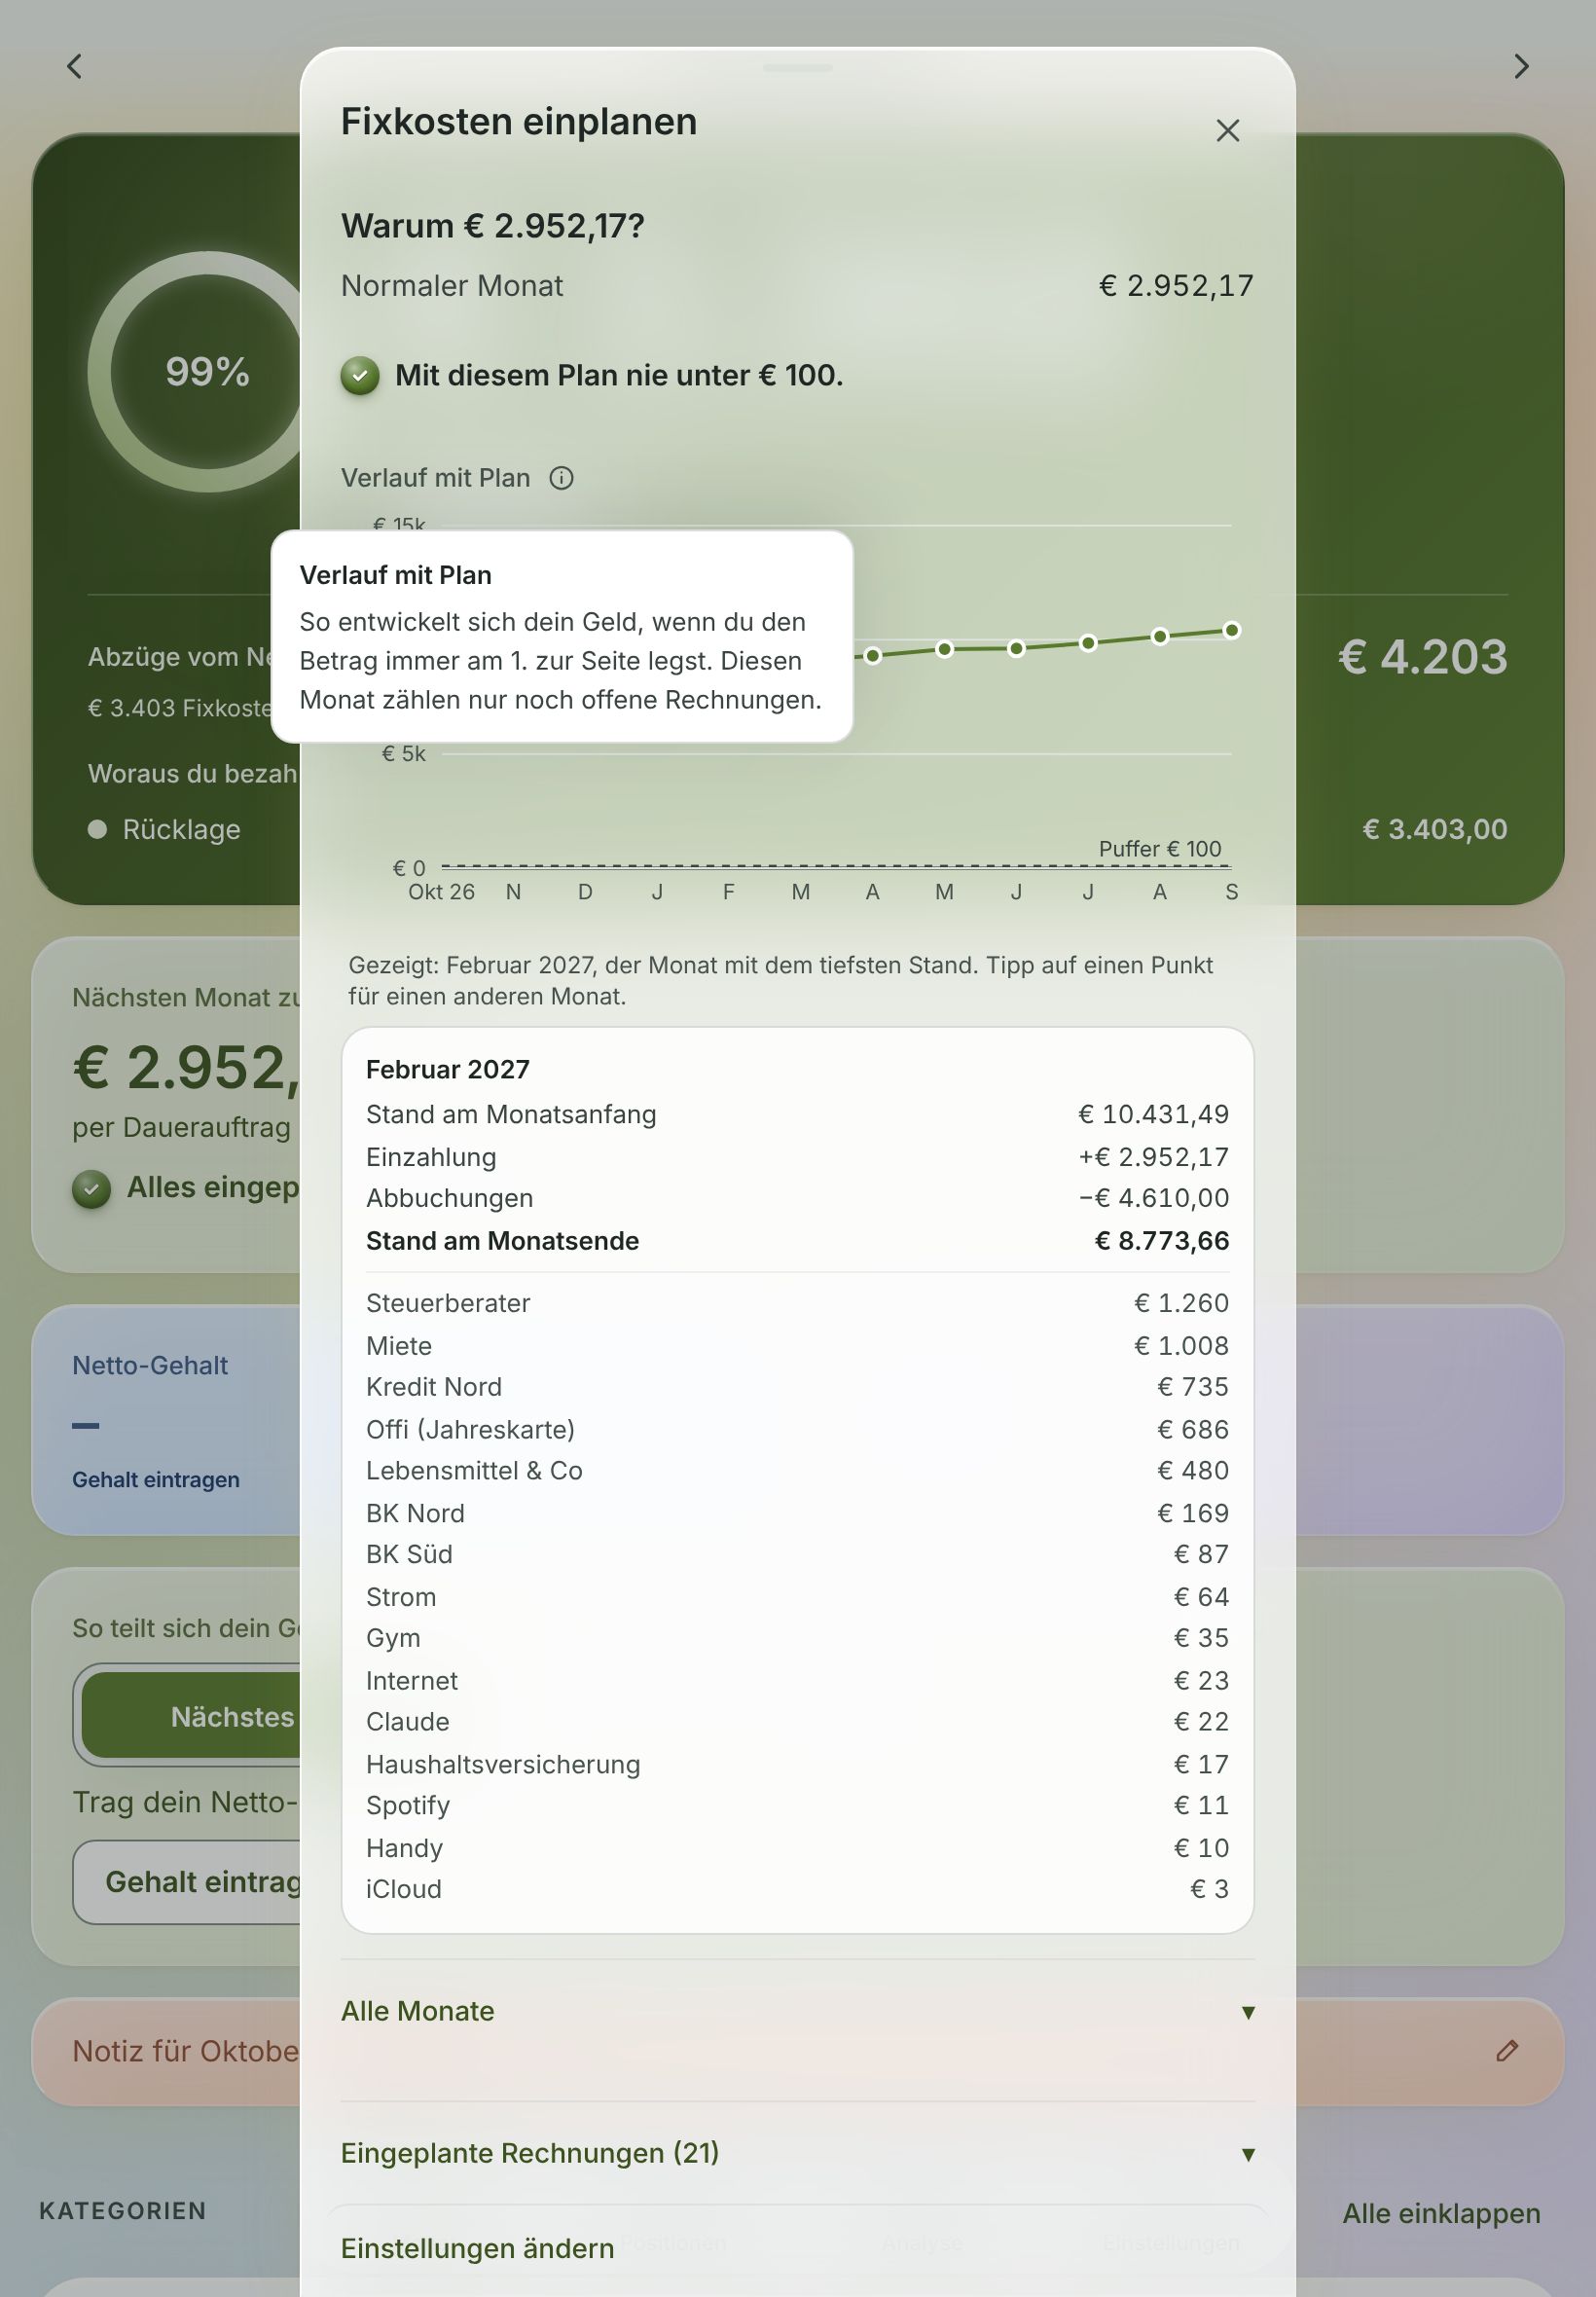 Fixkosten einplanen
Warum € 2.952,17?
Normaler Monat € 2.952,17
Mit diesem Plan nie unter € 100.
99%
Verlauf mit Plan
€ 15k
Verlauf mit Plan
So entwickelt sich dein Geld, wenn du den
Betrag immer am 1. zur Seite legst. Diesen
Monat zählen nur noch offene Rechnungen.
Abzüge vom Ne
€ 4.203
€ 3.403 Fixkoste
€ 5k
Woraus du bezah
Rücklage
€ 3.403,00
Puffer € 100
€ 0
Okt 26 N D J F M A M J J A S
Gezeigt: Februar 2027, der Monat mit dem tiefsten Stand. Tipp auf einen Punkt
für einen anderen Monat.
Nächsten Monat zu
€ 2.952,
per Dauerauftrag
Alles eingep
Februar 2027
Stand am Monatsanfang € 10.431,49
Einzahlung +€ 2.952,17
Abbuchungen −€ 4.610,00
Stand am Monatsende € 8.773,66
Steuerberater € 1.260
Miete € 1.008
Kredit Nord € 735
Offi (Jahreskarte) € 686
Lebensmittel & Co € 480
BK Nord € 169
BK Süd € 87
Strom € 64
Gym € 35
Internet € 23
Claude € 22
Haushaltsversicherung € 17
Spotify € 11
Handy € 10
iCloud € 3
Netto-Gehalt
–
Gehalt eintragen
So teilt sich dein Ge
Nächstes
Trag dein Netto-
Gehalt eintrag
Alle Monate
Notiz für Oktobe
Eingeplante Rechnungen (21)
KATEGORIEN
Alle einklappen
Einstellungen ändern
Positionen
Analyse
Einstellungen